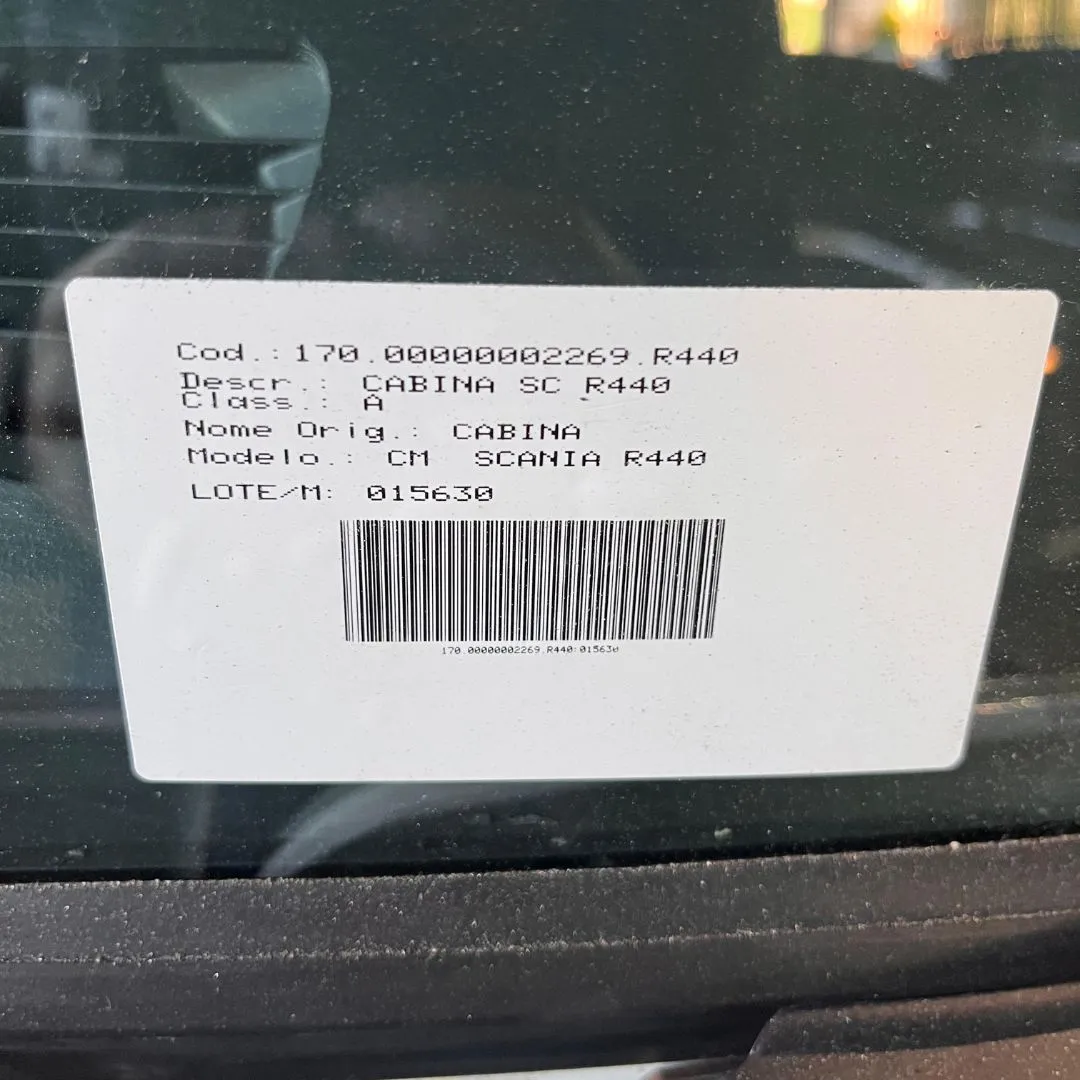 Cod.:170.00000002269.R440
Descr.: CABINA SC R440
Class.: A
Nome Orig.: CABINA
Modelo.: CM SCANIA R440
LOTE/M: 015630
170.00000002269.R440:015630